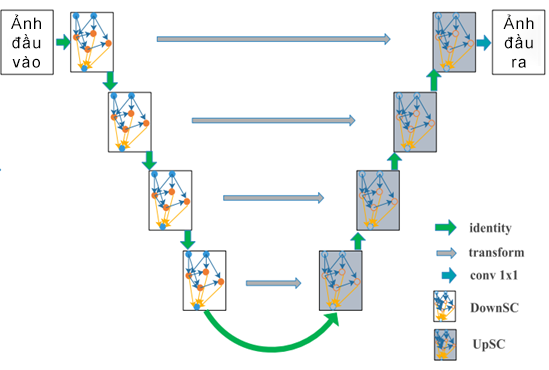 Ảnh
đầu
vào
Ảnh
đầu
ra
identity
transform
conv 1x1
DownSC
UpSC